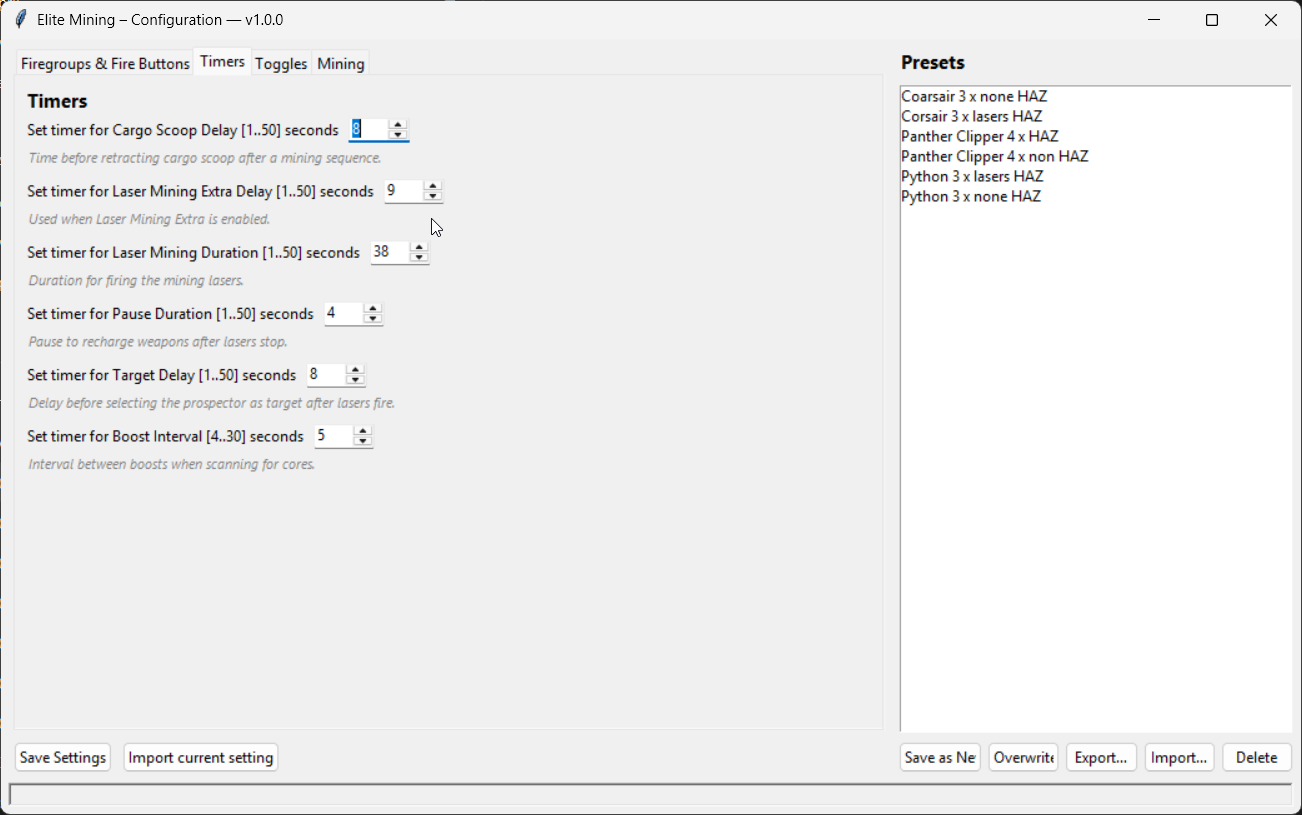 Elite Mining – Configuration — v1.0.0
Firegroups & Fire Buttons Timers Toggles Mining
Timers
Set timer for Cargo Scoop Delay [1..50] seconds 8
Time before retracting cargo scoop after a mining sequence.
Set timer for Laser Mining Extra Delay [1..50] seconds 9
Used when Laser Mining Extra is enabled.
Set timer for Laser Mining Duration [1..50] seconds 38
Duration for firing the mining lasers.
Set timer for Pause Duration [1..50] seconds 4
Pause to recharge weapons after lasers stop.
Set timer for Target Delay [1..50] seconds 8
Delay before selecting the prospector as target after lasers fire.
Set timer for Boost Interval [4..30] seconds 5
Interval between boosts when scanning for cores.
Save Settings Import current setting
Presets
Coarsair 3 x none HAZ
Corsair 3 x lasers HAZ
Panther Clipper 4 x HAZ
Panther Clipper 4 x non HAZ
Python 3 x lasers HAZ
Python 3 x none HAZ
Save as Ne Overwrite Export... Import... Delete